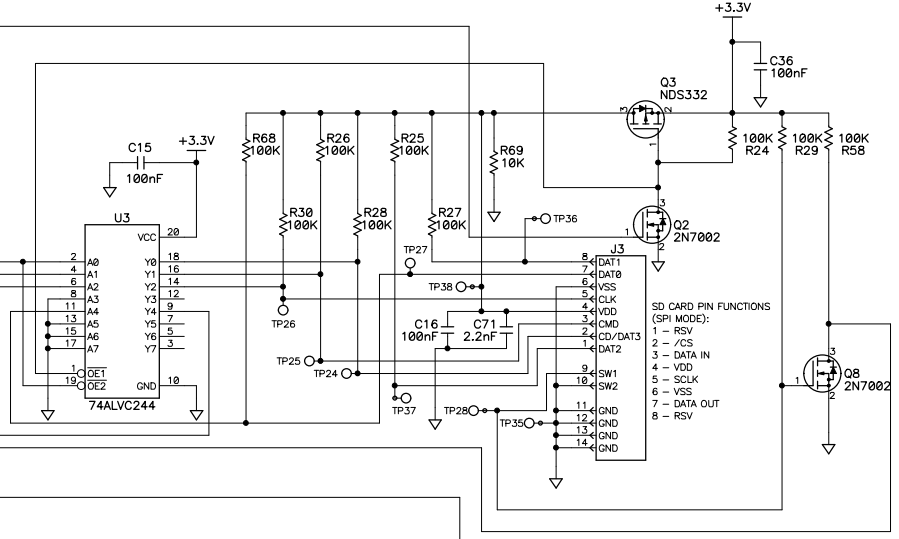 +3.3V
C36
100nF
Q3
NDS332
3
2
1
R68
100K
R26
100K
R25
100K
R69
10K
100K
R24
100K
R29
100K
R58
C15
100nF
+3.3V
R30
100K
R28
100K
R27
100K
TP36
3
Q2
2N7002
1
2
U3
VCC
20
2
A0
Y0
18
4
A1
Y1
16
6
A2
Y2
14
8
A3
Y3
12
11
A4
Y4
9
13
A5
Y5
7
15
A6
Y6
5
17
A7
Y7
3
1
OE1
19
OE2
GND
10
74ALVC244
TP27
TP38
TP26
C16
100nF
C71
2.2nF
TP25
TP24
TP37
TP28
TP35
J3
8
DAT1
7
DAT0
6
VSS
5
CLK
4
VDD
3
CMD
2
CD/DAT3
1
DAT2
9
SW1
10
SW2
11
GND
12
GND
13
GND
14
GND
SD CARD PIN FUNCTIONS
(SPI MODE):
1 - RSV
2 - /CS
3 - DATA IN
4 - VDD
5 - SCLK
6 - VSS
7 - DATA OUT
8 - RSV
3
Q8
2N7002
1
2